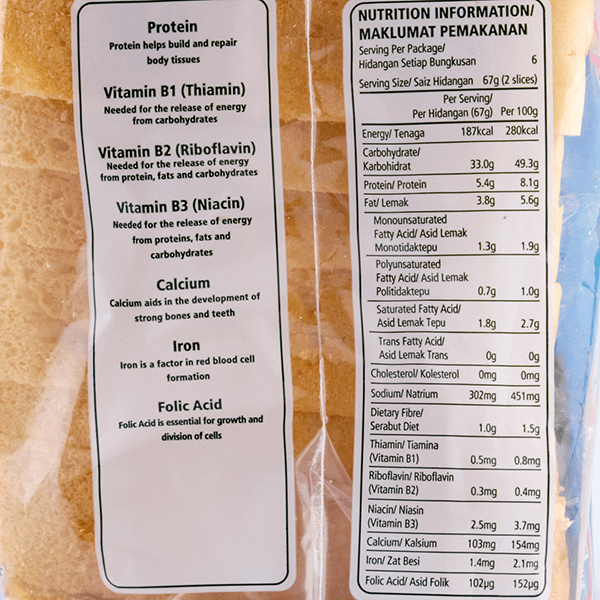 Protein
Protein helps build and repair
body tissues
Vitamin B1 (Thiamin)
Needed for the release of energy
from carbohydrates
Vitamin B2 (Riboflavin)
Needed for the release of energy
from protein, fats and carbohydrates
Vitamin B3 (Niacin)
Needed for the release of energy
from proteins, fats and
carbohydrates
Calcium
Calcium aids in the development of
strong bones and teeth
Iron
Iron is a factor in red blood cell
formation
Folic Acid
Folic Acid is essential for growth and
division of cells
NUTRITION INFORMATION/
MAKLUMAT PEMAKANAN
Serving Per Package/
Hidangan Setiap Bungkusan 6
Serving Size/ Saiz Hidangan 67g (2 slices)
Per Serving/
Per Hidangan (67g) Per 100g
Energy/ Tenaga 187kcal 280kcal
Carbohydrate/
Karbohidrat 33.0g 49.3g
Protein/ Protein 5.4g 8.1g
Fat/ Lemak 3.8g 5.6g
Monounsaturated
Fatty Acid/ Asid Lemak
Monotidaktepu 1.3g 1.9g
Polyunsaturated
Fatty Acid/ Asid Lemak
Politidaktepu 0.7g 1.0g
Saturated Fatty Acid/
Asid Lemak Tepu 1.8g 2.7g
Trans Fatty Acid/
Asid Lemak Trans 0g 0g
Cholesterol/ Kolesterol 0mg 0mg
Sodium/ Natrium 302mg 451mg
Dietary Fibre/
Serabut Diet 1.0g 1.5g
Thiamin/ Tiamina
(Vitamin B1) 0.5mg 0.8mg
Riboflavin/ Riboflavin
(Vitamin B2) 0.3mg 0.4mg
Niacin/ Niasin
(Vitamin B3) 2.5mg 3.7mg
Calcium/ Kalsium 103mg 154mg
Iron/ Zat Besi 1.4mg 2.1mg
Folic Acid/ Asid Folik 102µg 152µg